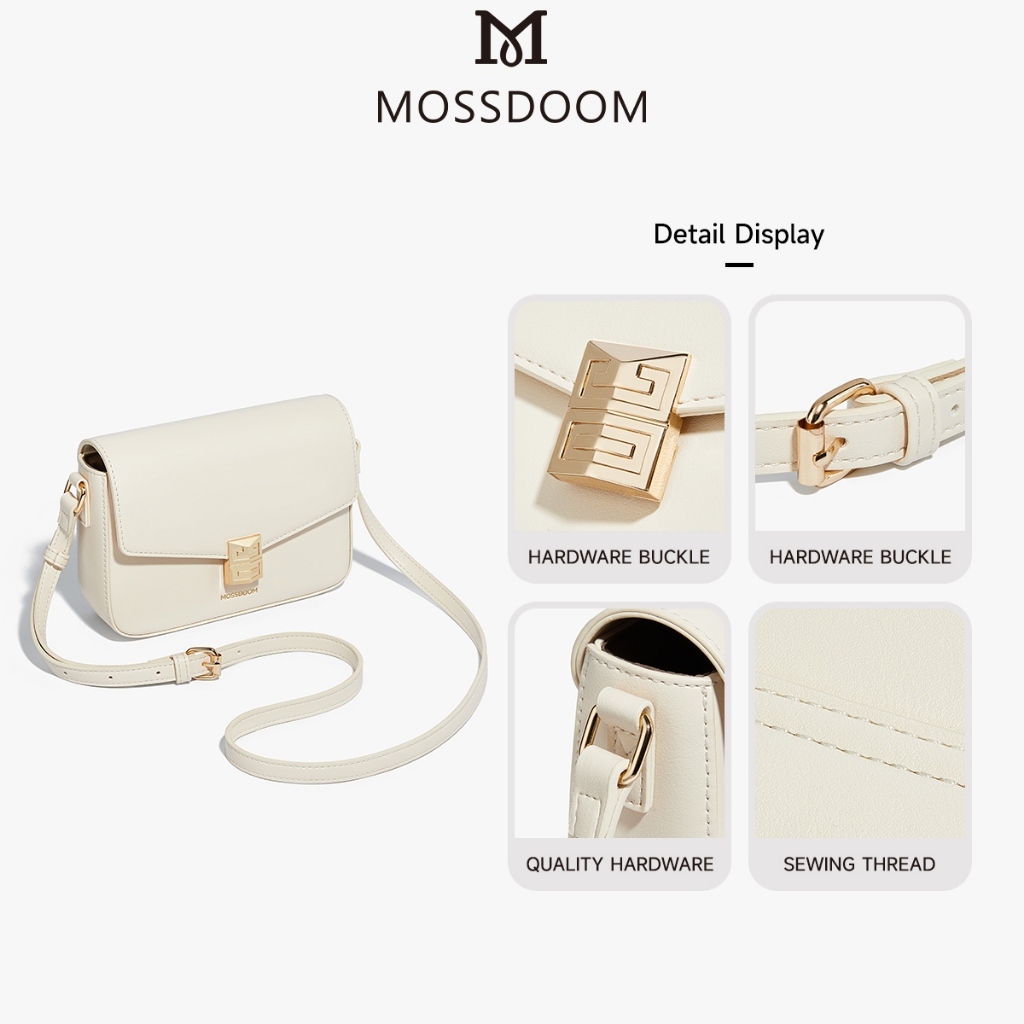 M
MOSSDOOM
Detail Display
MOSSDOOM
HARDWARE BUCKLE
HARDWARE BUCKLE
QUALITY HARDWARE
SEWING THREAD